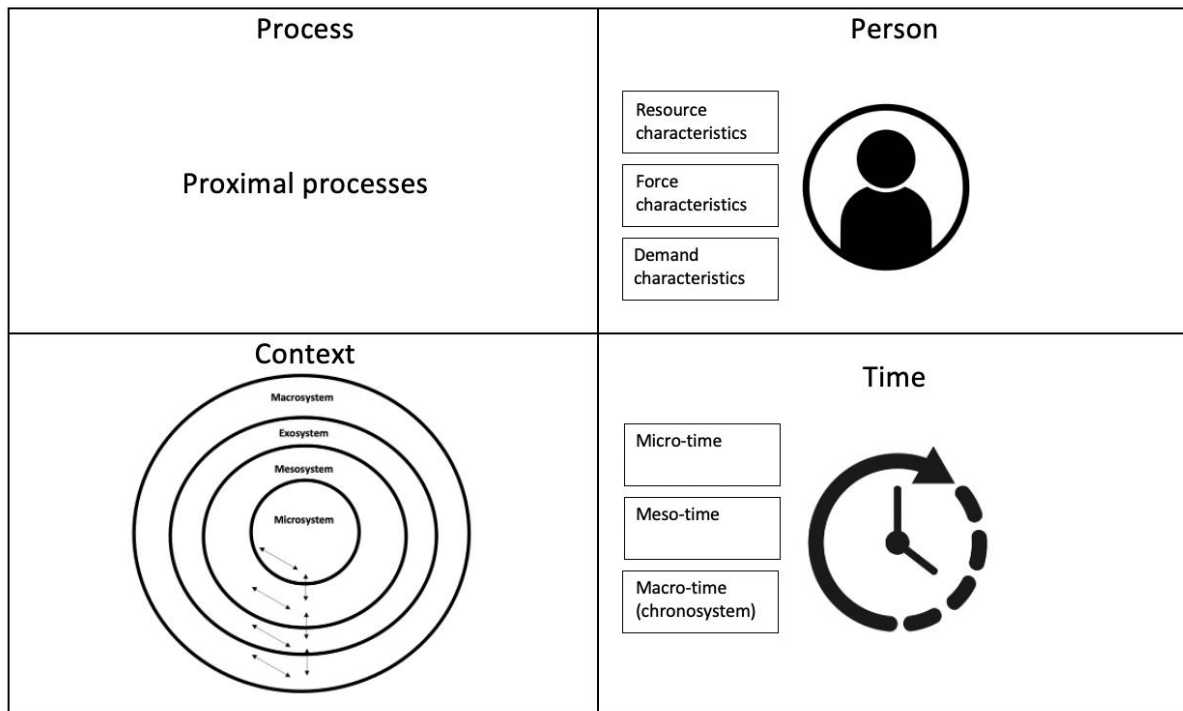 Process
Proximal processes
Person
Resource
characteristics
Force
characteristics
Demand
characteristics
Context
Macrosystem
Exosystem
Mesosystem
Microsystem
Time
Micro-time
Meso-time
Macro-time
(chronosystem)